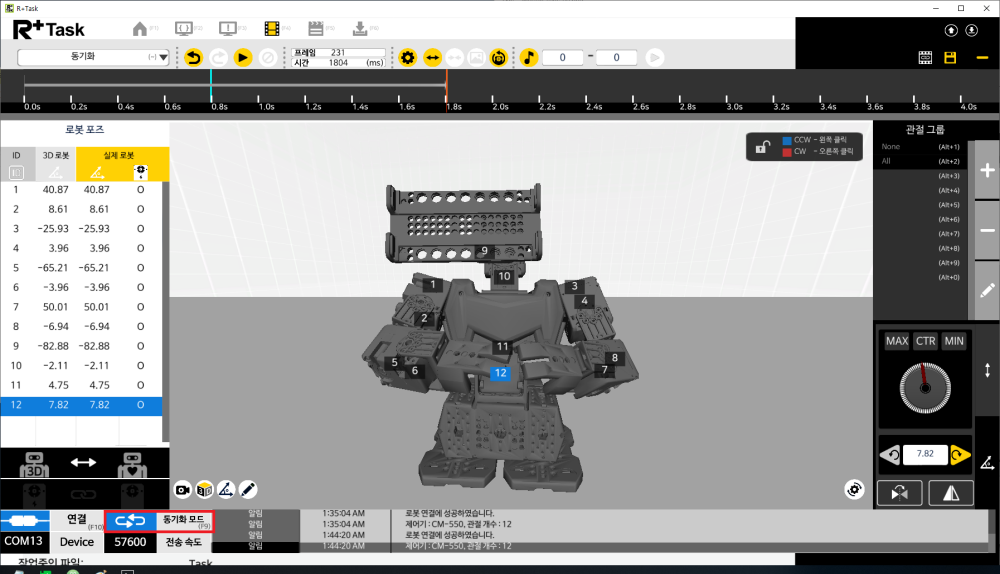 R+Task
R+Task
(F1) (F2) (F3) (F4) (F5) (F6)
동기화 (-)
프레임 231
시간 1804 (ms)
0 - 0
0.0s 0.2s 0.4s 0.6s 0.8s 1.0s 1.2s 1.4s 1.6s 1.8s 2.0s 2.2s 2.4s 2.6s 2.8s 3.0s 3.2s 3.4s 3.6s 3.8s 4.0s
로봇 포즈
ID 3D 로봇 실제 로봇
1 40.87 40.87 O
2 8.61 8.61 O
3 -25.93 -25.93 O
4 3.96 3.96 O
5 -65.21 -65.21 O
6 -3.96 -3.96 O
7 50.01 50.01 O
8 -6.94 -6.94 O
9 -82.88 -82.88 O
10 -2.11 -2.11 O
11 4.75 4.75 O
12 7.82 7.82 O
3D
CCW - 왼쪽 클릭
CW - 오른쪽 클릭
9
10
1
3
4
2
11
5
8
6
12
7
3D
관절 그룹
None (Alt+1)
All (Alt+2)
(Alt+3)
(Alt+4)
(Alt+5)
(Alt+6)
(Alt+7)
(Alt+8)
(Alt+9)
(Alt+0)
MAX CTR MIN
7.82
연결 (F10)
동기화 모드 (F9)
COM13 Device 57600 전송 속도
알림 1:35:04 AM 로봇 연결에 성공하였습니다.
알림 1:35:04 AM 제어기 : CM-550, 관절 개수 : 12
알림 1:44:20 AM 로봇 연결에 성공하였습니다.
알림 1:44:20 AM 제어기 : CM-550, 관절 개수 : 12
작업중인 파일: Task